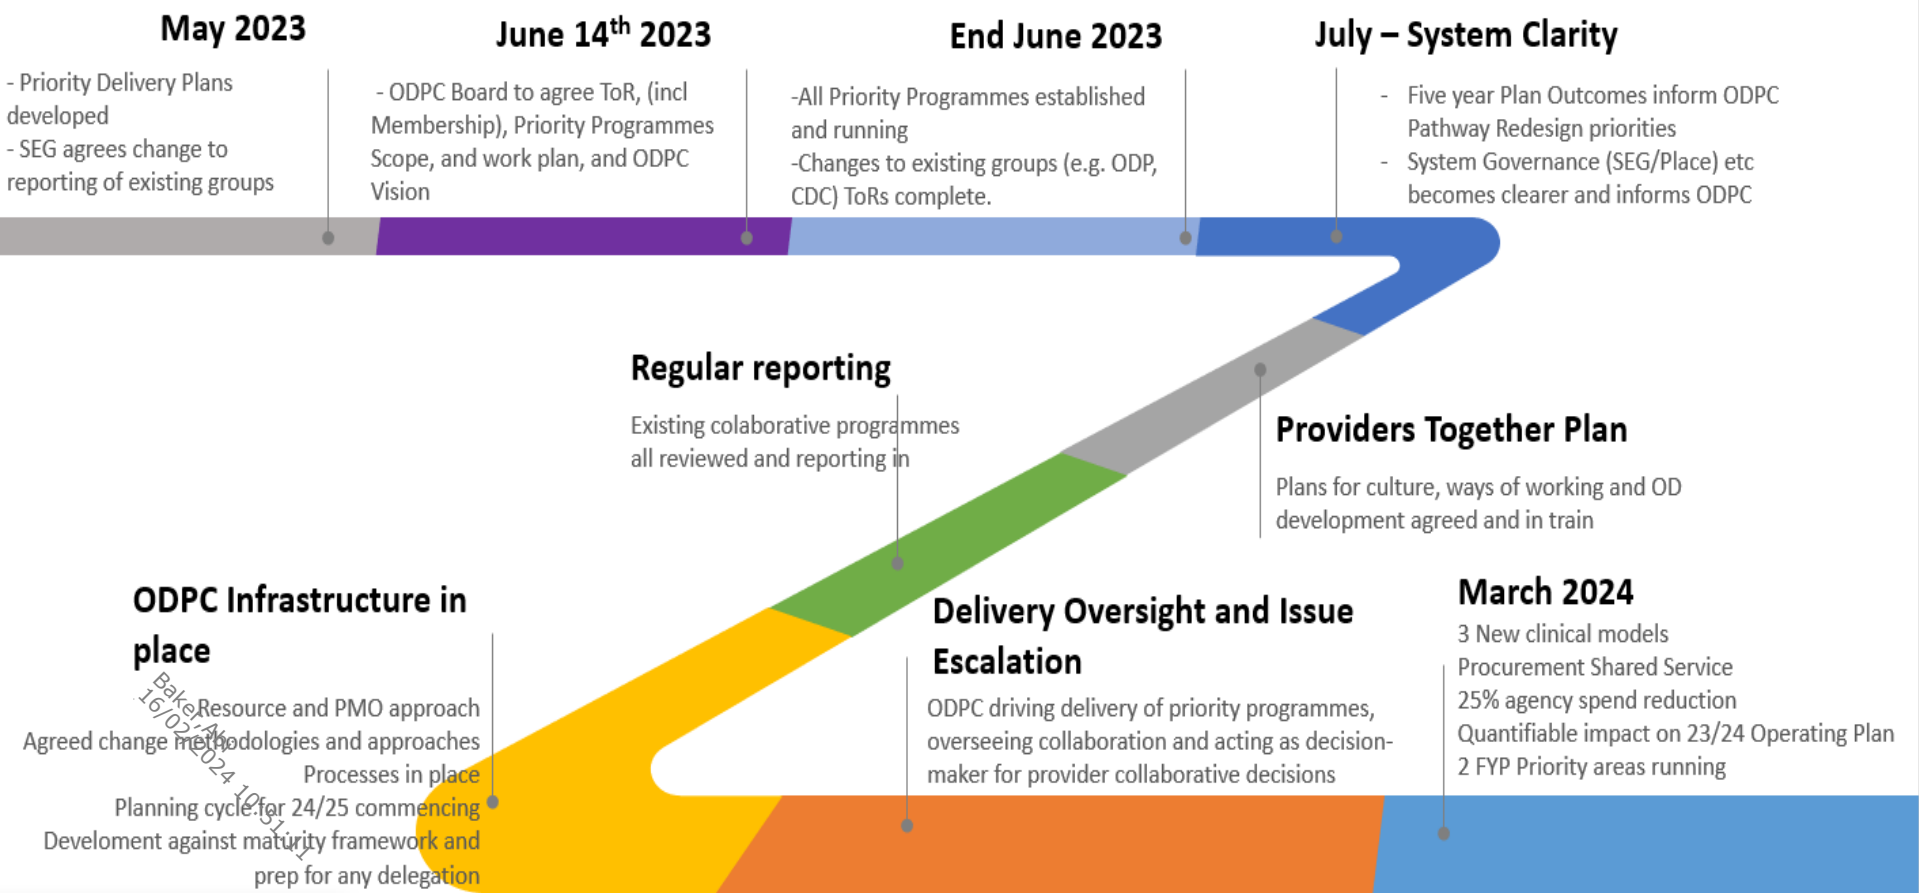 May 2023
- Priority Delivery Plans
developed
- SEG agrees change to
reporting of existing groups
June 14th 2023
- ODPC Board to agree ToR, (incl
Membership), Priority Programmes
Scope, and work plan, and ODPC
Vision
End June 2023
-All Priority Programmes established
and running
-Changes to existing groups (e.g. ODP,
CDC) ToRs complete.
July – System Clarity
- Five year Plan Outcomes inform ODPC
Pathway Redesign priorities
- System Governance (SEG/Place) etc
becomes clearer and informs ODPC
Providers Together Plan
Plans for culture, ways of working and OD
development agreed and in train
Regular reporting
Existing colaborative programmes
all reviewed and reporting in
ODPC Infrastructure in
place
Resource and PMO approach
Agreed change methodologies and approaches
Processes in place
Planning cycle for 24/25 commencing
Develoment against maturity framework and
prep for any delegation
Delivery Oversight and Issue
Escalation
ODPC driving delivery of priority programmes,
overseeing collaboration and acting as decision-
maker for provider collaborative decisions
March 2024
3 New clinical models
Procurement Shared Service
25% agency spend reduction
Quantifiable impact on 23/24 Operating Plan
2 FYP Priority areas running
Baker,
16/02/2024